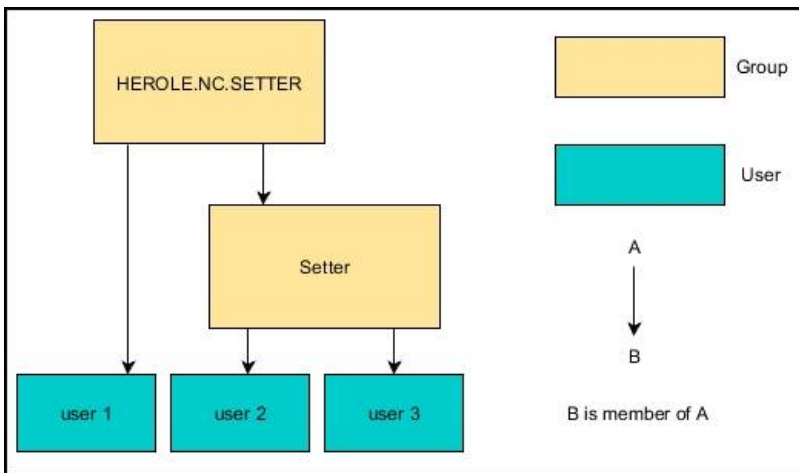 HEROLE.NC.SETTER
Group
User
Setter
A
B
user 1
user 2
user 3
B is member of A